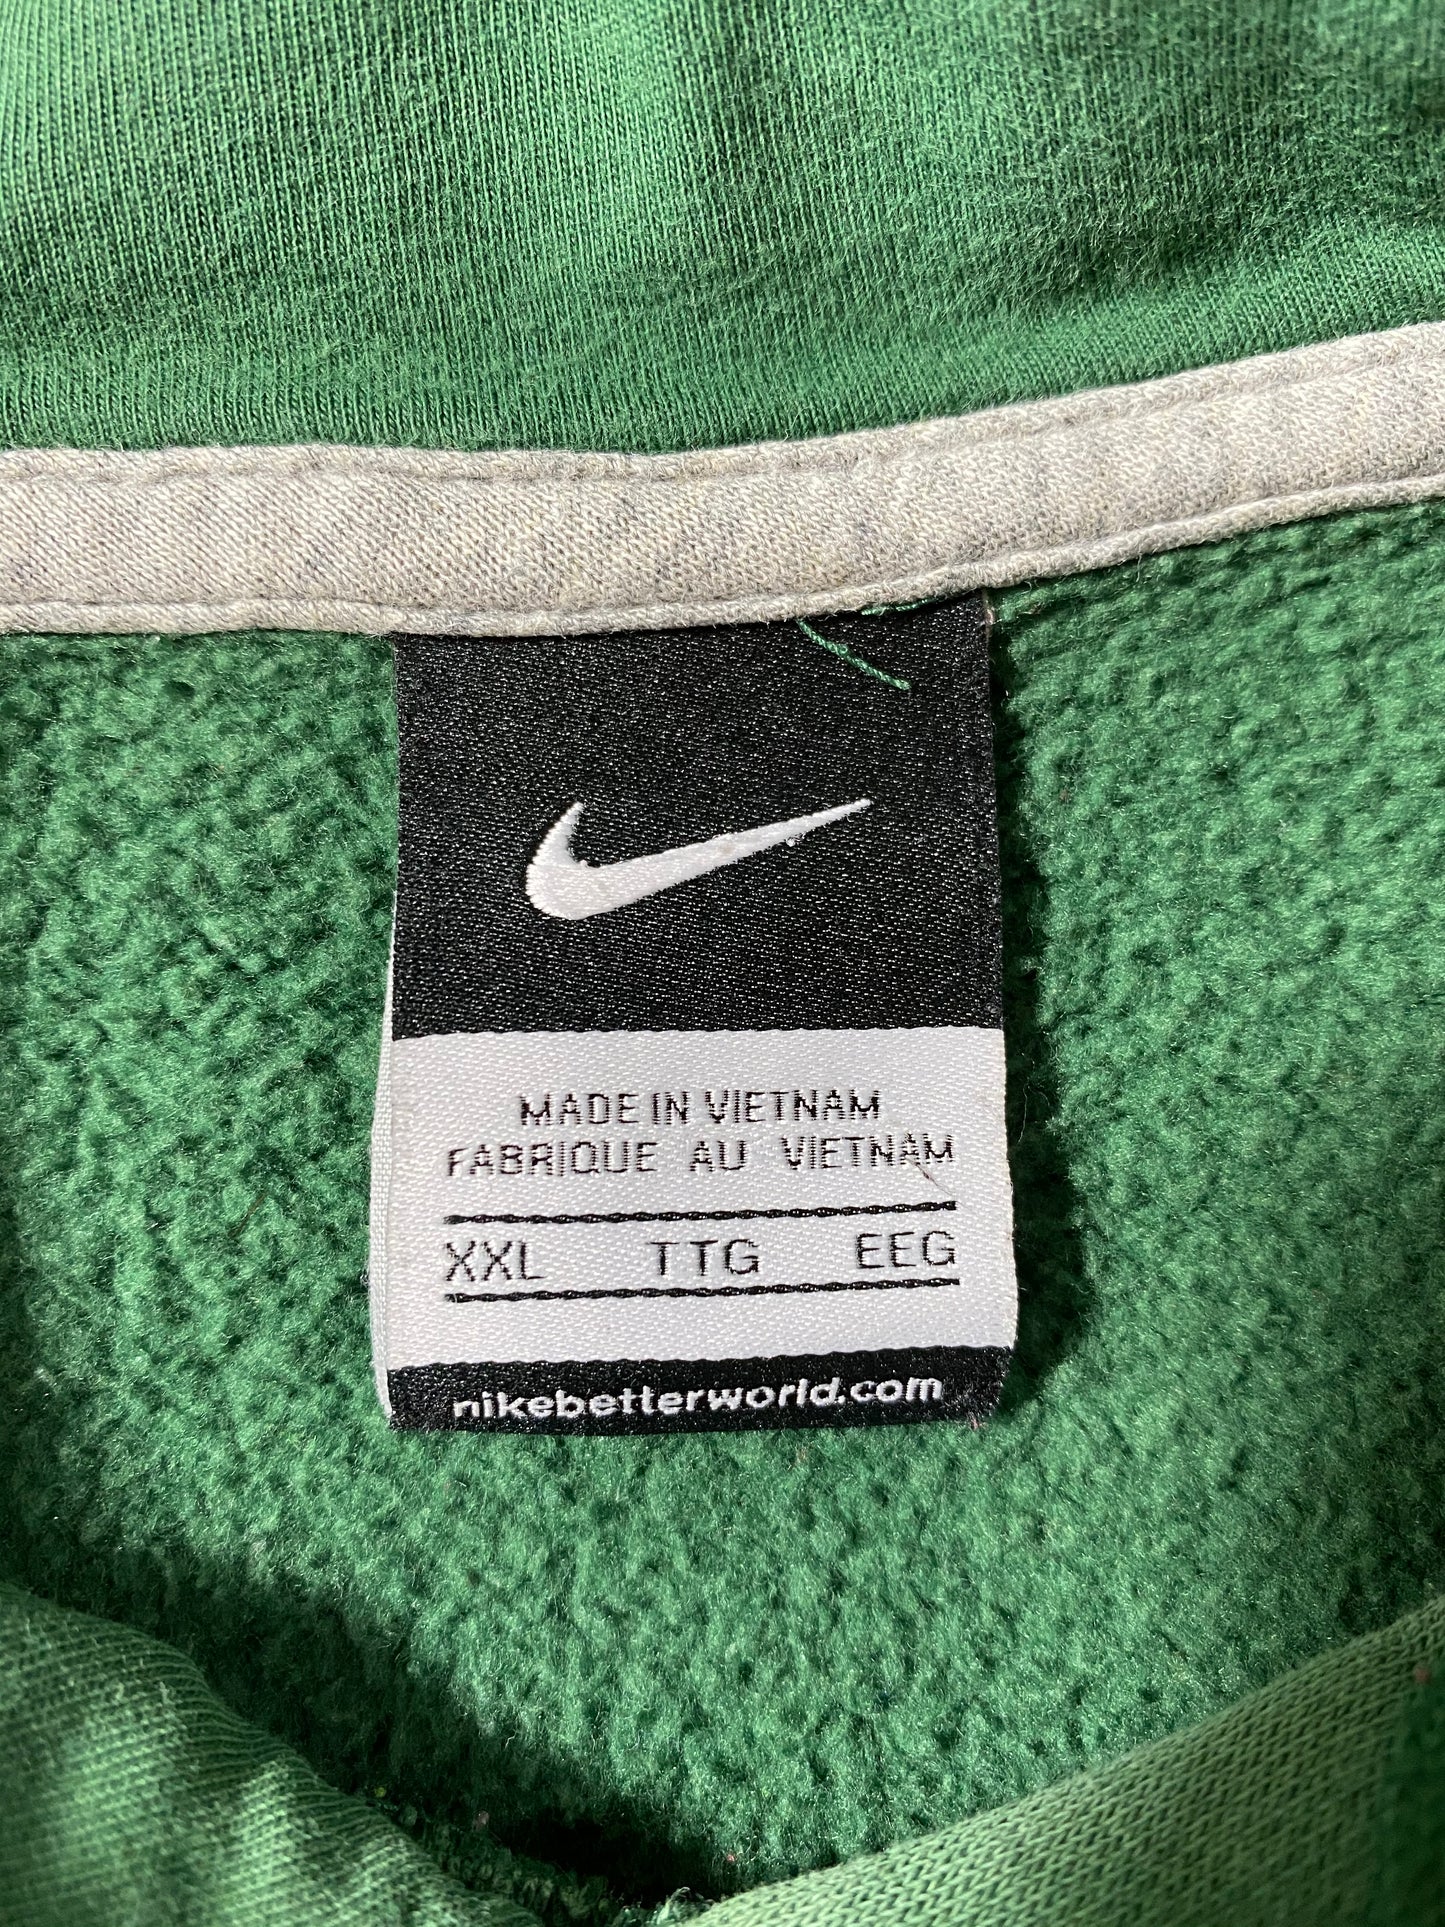 MADE IN VIETNAM
FABRIQUE AU VIETNAM
XXL TTG EEG
nikebetterworld.com